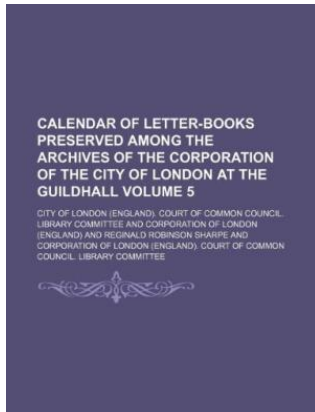 CALENDAR OF LETTER-BOOKS
PRESERVED AMONG THE
ARCHIVES OF THE CORPORATION
OF THE CITY OF LONDON AT THE
GUILDHALL VOLUME 5
CITY OF LONDON (ENGLAND). COURT OF COMMON COUNCIL.
LIBRARY COMMITTEE AND CORPORATION OF LONDON
(ENGLAND) AND REGINALD ROBINSON SHARPE AND
CORPORATION OF LONDON (ENGLAND). COURT OF COMMON
COUNCIL. LIBRARY COMMITTEE